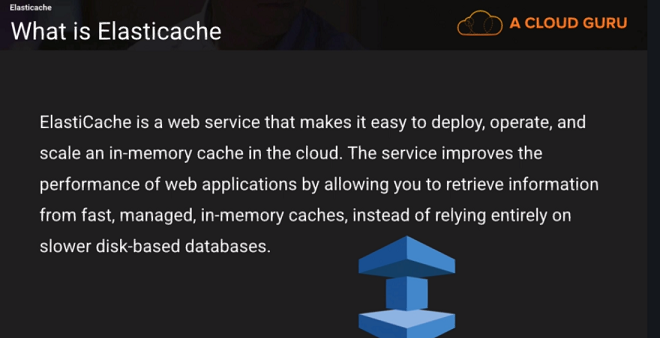 Elasticache
What is Elasticache
A CLOUD GURU
ElastiCache is a web service that makes it easy to deploy, operate, and
scale an in-memory cache in the cloud. The service improves the
performance of web applications by allowing you to retrieve information
from fast, managed, in-memory caches, instead of relying entirely on
slower disk-based databases.